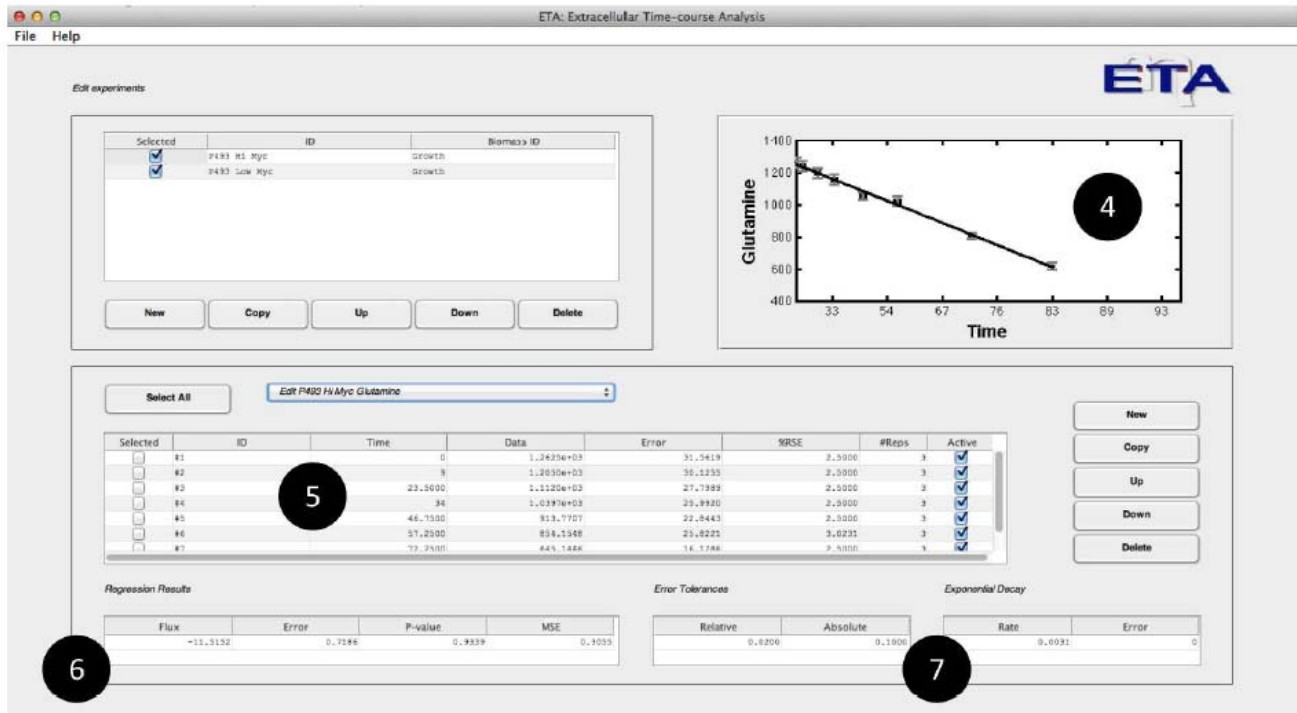 ETA: Extracellular Time-course Analysis
File Help
ETA
Edit experiments
Selected ID Biomass ID
P493 Hi Myc Growth
P493 Low Myc Growth
New Copy Up Down Delete
1400
1200
1000
800
600
400
Glutamine
33 54 67 76 83 89 93
Time
4
Select All Edit P493 Hi Myc Glutamine
Selected ID Time Data Error %RSE #Reps Active
#1 0 1.2625e+03 31.5619 2.5000 3
#2 9 2.5000 3
#3 23.5000 1.1120e+03 27.7989 2.5000 3
#4 34 1.0397e+03 25.9920 2.5000 3
#5 46.7500 913.7707 22.8443 2.5000 3
#6 57.2500 854.1548 25.8221 3.0231 3
#7 72.2500 2.5000 3
5
New
Copy
Up
Down
Delete
Regression Results Error Tolerances Exponential Decay
Flux Error P-value MSE Relative Absolute Rate Error
-11.5152 0.7186 0.9339 0.0200 0.1000 0.0031 0
6 7